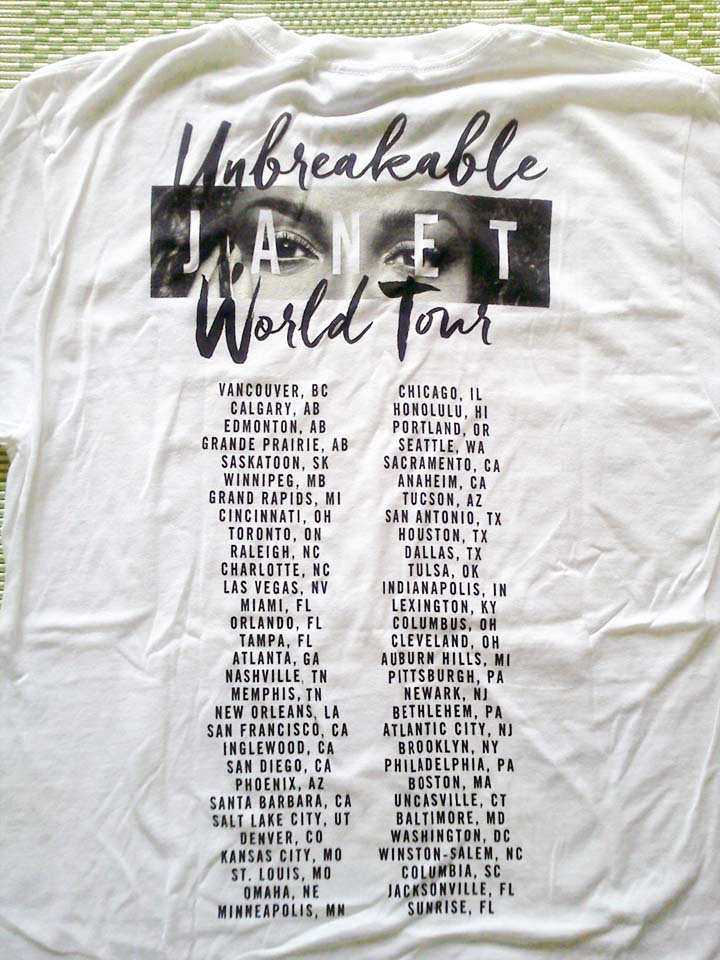 Unbreakable
JANET
World Tour
VANCOUVER, BC
CALGARY, AB
EDMONTON, AB
GRANDE PRAIRIE, AB
SASKATOON, SK
WINNIPEG, MB
GRAND RAPIDS, MI
CINCINNATI, OH
TORONTO, ON
RALEIGH, NC
CHARLOTTE, NC
LAS VEGAS, NV
MIAMI, FL
ORLANDO, FL
TAMPA, FL
ATLANTA, GA
NASHVILLE, TN
MEMPHIS, TN
NEW ORLEANS, LA
SAN FRANCISCO, CA
INGLEWOOD, CA
SAN DIEGO, CA
PHOENIX, AZ
SANTA BARBARA, CA
SALT LAKE CITY, UT
DENVER, CO
KANSAS CITY, MO
ST. LOUIS, MO
OMAHA, NE
MINNEAPOLIS, MN
CHICAGO, IL
HONOLULU, HI
PORTLAND, OR
SEATTLE, WA
SACRAMENTO, CA
ANAHEIM, CA
TUCSON, AZ
SAN ANTONIO, TX
HOUSTON, TX
DALLAS, TX
TULSA, OK
INDIANAPOLIS, IN
LEXINGTON, KY
COLUMBUS, OH
CLEVELAND, OH
AUBURN HILLS, MI
PITTSBURGH, PA
NEWARK, NJ
BETHLEHEM, PA
ATLANTIC CITY, NJ
BROOKLYN, NY
PHILADELPHIA, PA
BOSTON, MA
UNCASVILLE, CT
BALTIMORE, MD
WASHINGTON, DC
WINSTON-SALEM, NC
COLUMBIA, SC
JACKSONVILLE, FL
SUNRISE, FL